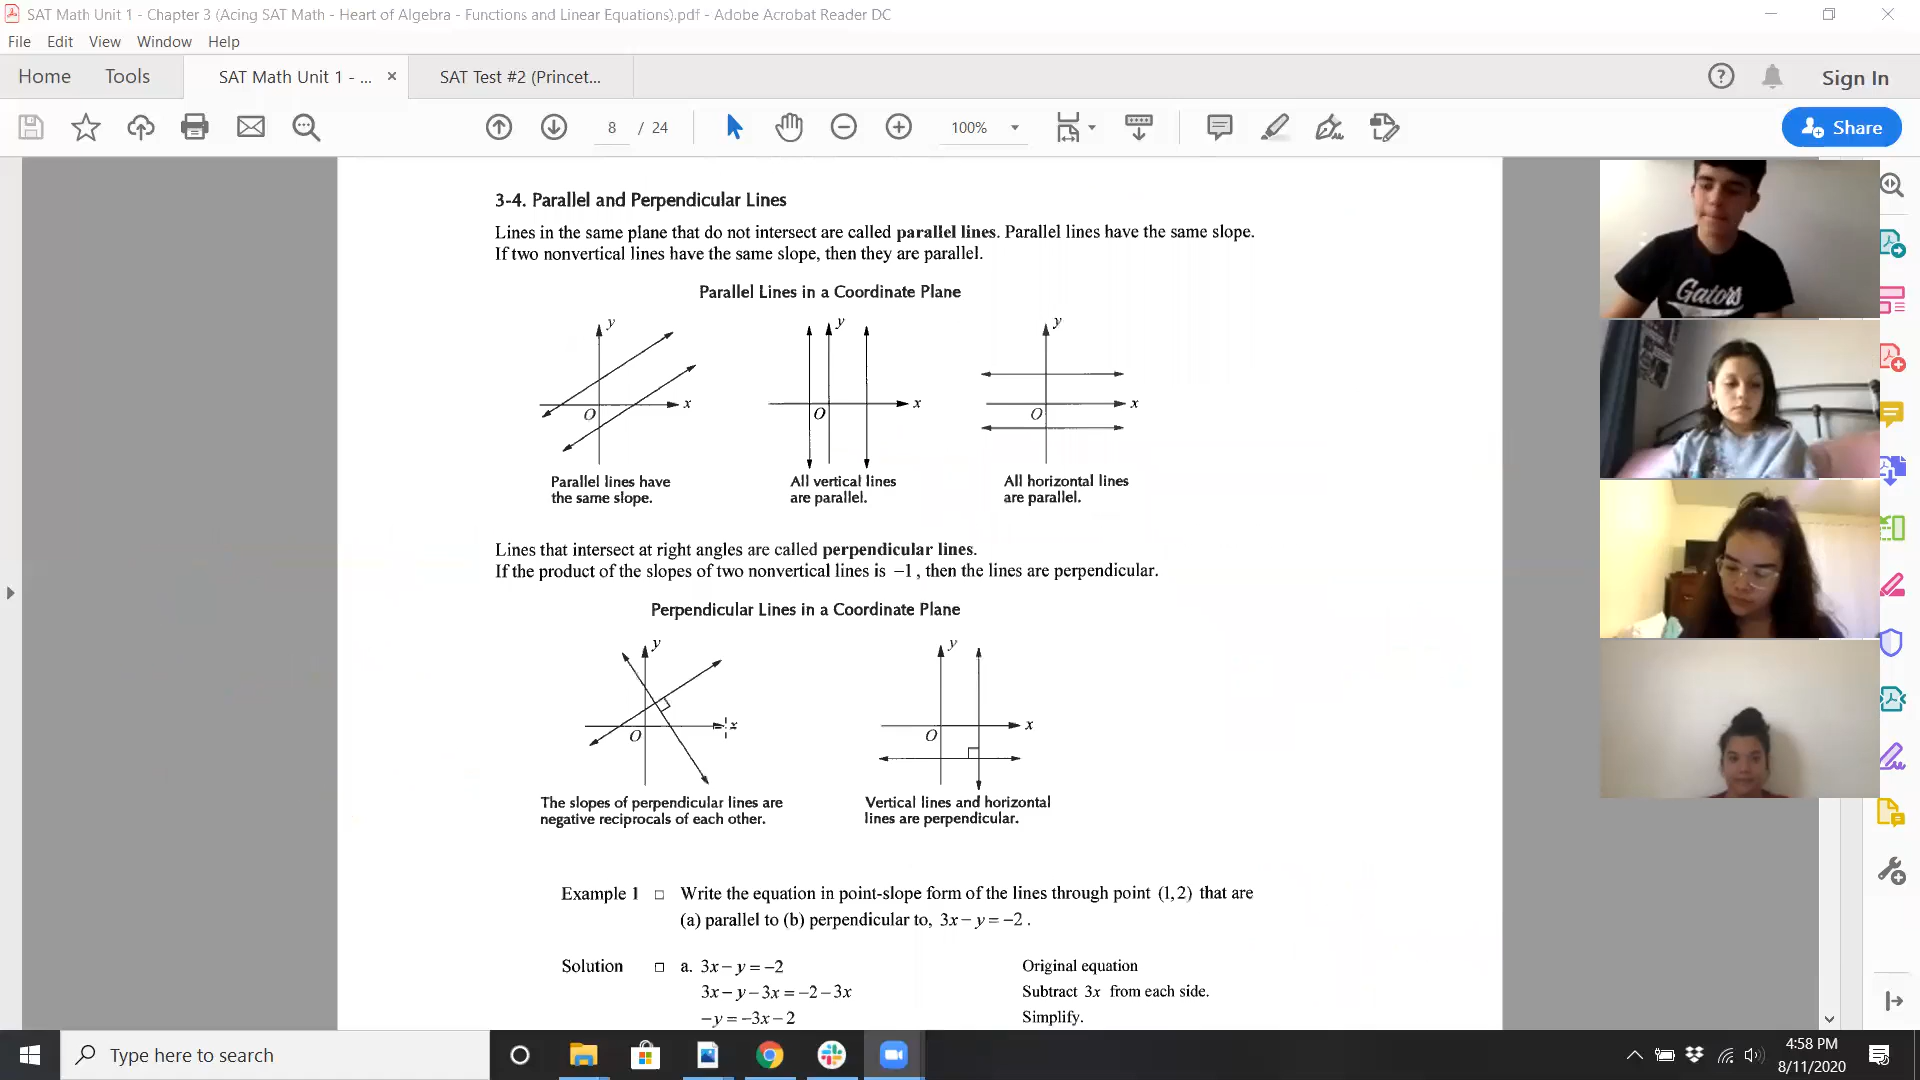 SAT Math Unit 1 - Chapter 3 (Acing SAT Math - Heart of Algebra - Functions and Linear Equations).pdf - Adobe Acrobat Reader DC
File Edit View Window Help
Home Tools SAT Math Unit 1 - ... × SAT Test #2 (Princet... Sign In
8 / 24 100% Share
3-4. Parallel and Perpendicular Lines
Lines in the same plane that do not intersect are called parallel lines. Parallel lines have the same slope.
If two nonvertical lines have the same slope, then they are parallel.
Parallel Lines in a Coordinate Plane
y y y
x x x
O O O
Parallel lines have All vertical lines All horizontal lines
the same slope. are parallel. are parallel.
Lines that intersect at right angles are called perpendicular lines.
If the product of the slopes of two nonvertical lines is −1, then the lines are perpendicular.
Perpendicular Lines in a Coordinate Plane
y y
x x
O O
The slopes of perpendicular lines are Vertical lines and horizontal
negative reciprocals of each other. lines are perpendicular.
Example 1 □ Write the equation in point-slope form of the lines through point (1,2) that are
(a) parallel to (b) perpendicular to, 3x − y = −2.
Solution □ a. 3x − y = −2 Original equation
3x − y − 3x = −2 − 3x Subtract 3x from each side.
−y = −3x − 2 Simplify.
Gators
Type here to search
4:58 PM
8/11/2020